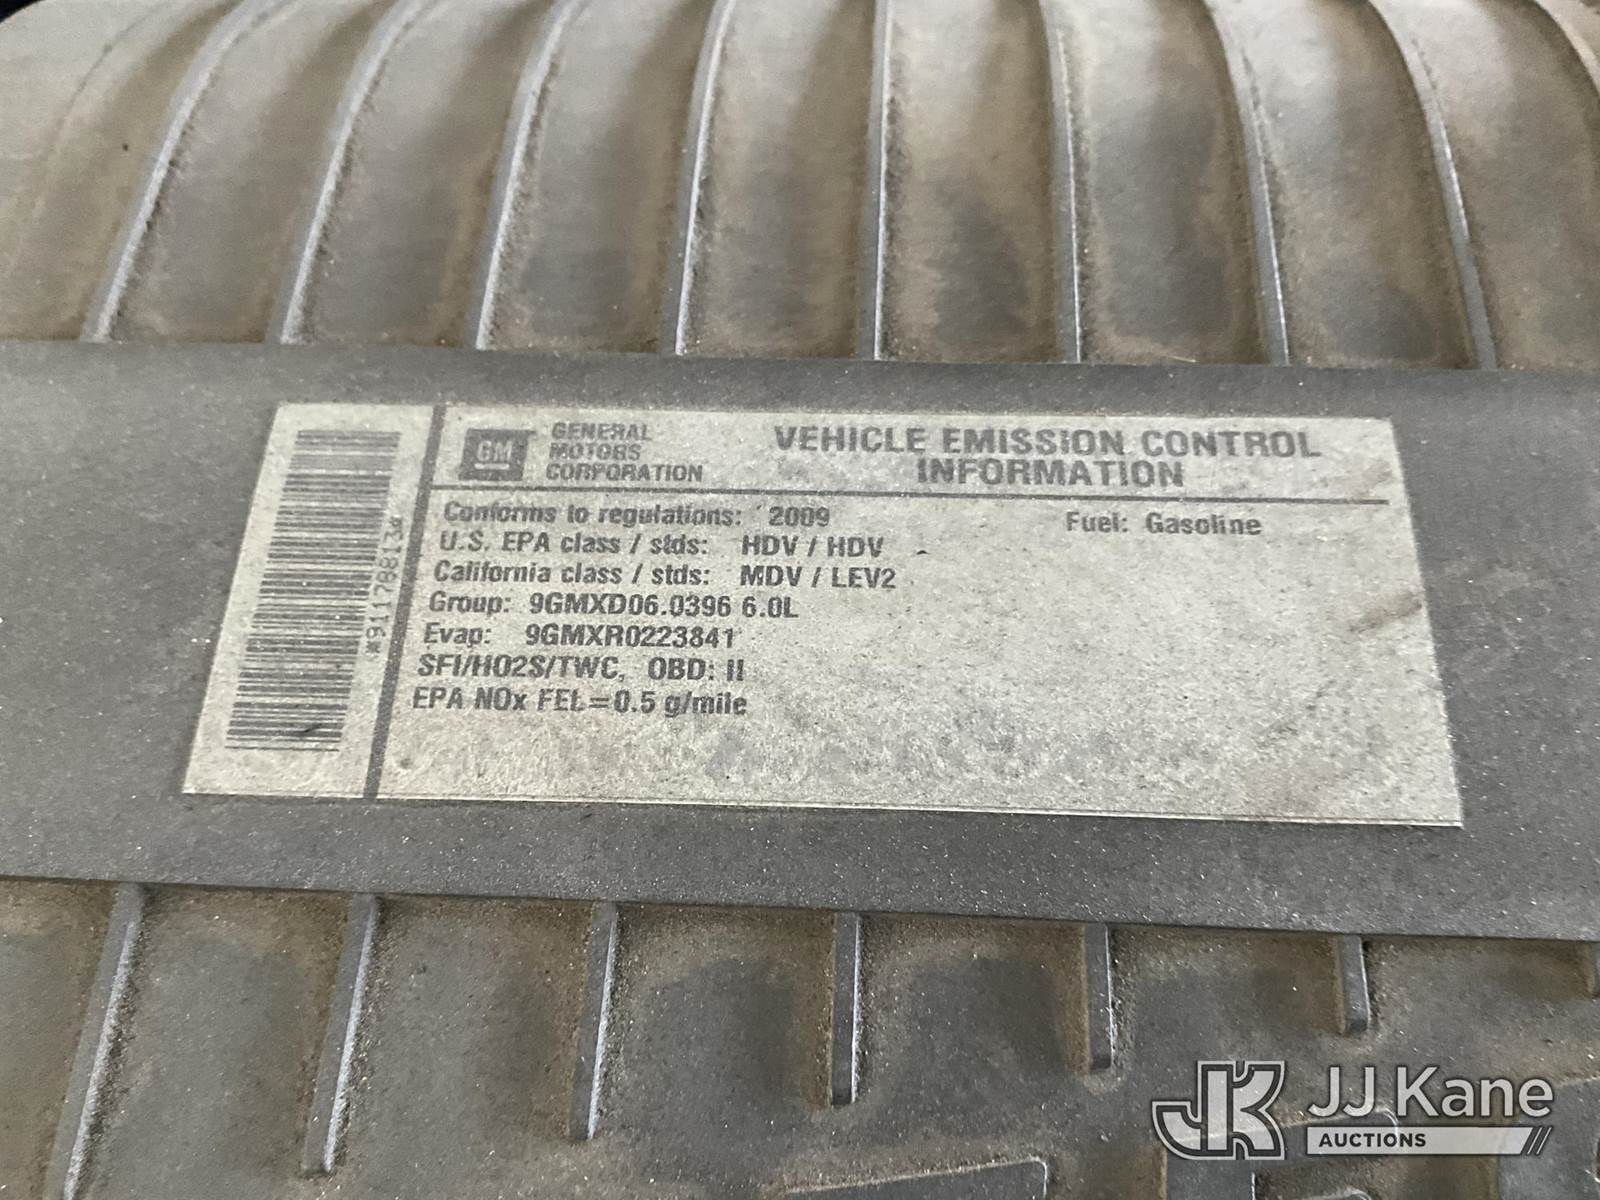 GM
GENERAL
MOTORS
CORPORATION
VEHICLE EMISSION CONTROL
INFORMATION
Conforms to regulations: 2009
Fuel: Gasoline
U.S. EPA class / stds: HDV / HDV
California class / stds: MDV / LEV2
Group: 9GMXD06.0396 6.0L
Evap: 9GMXR0223841
SFI/HO2S/TWC, OBD: II
EPA NOx FEL=0.5 g/mile
*91178813*
JK
JJ Kane
AUCTIONS